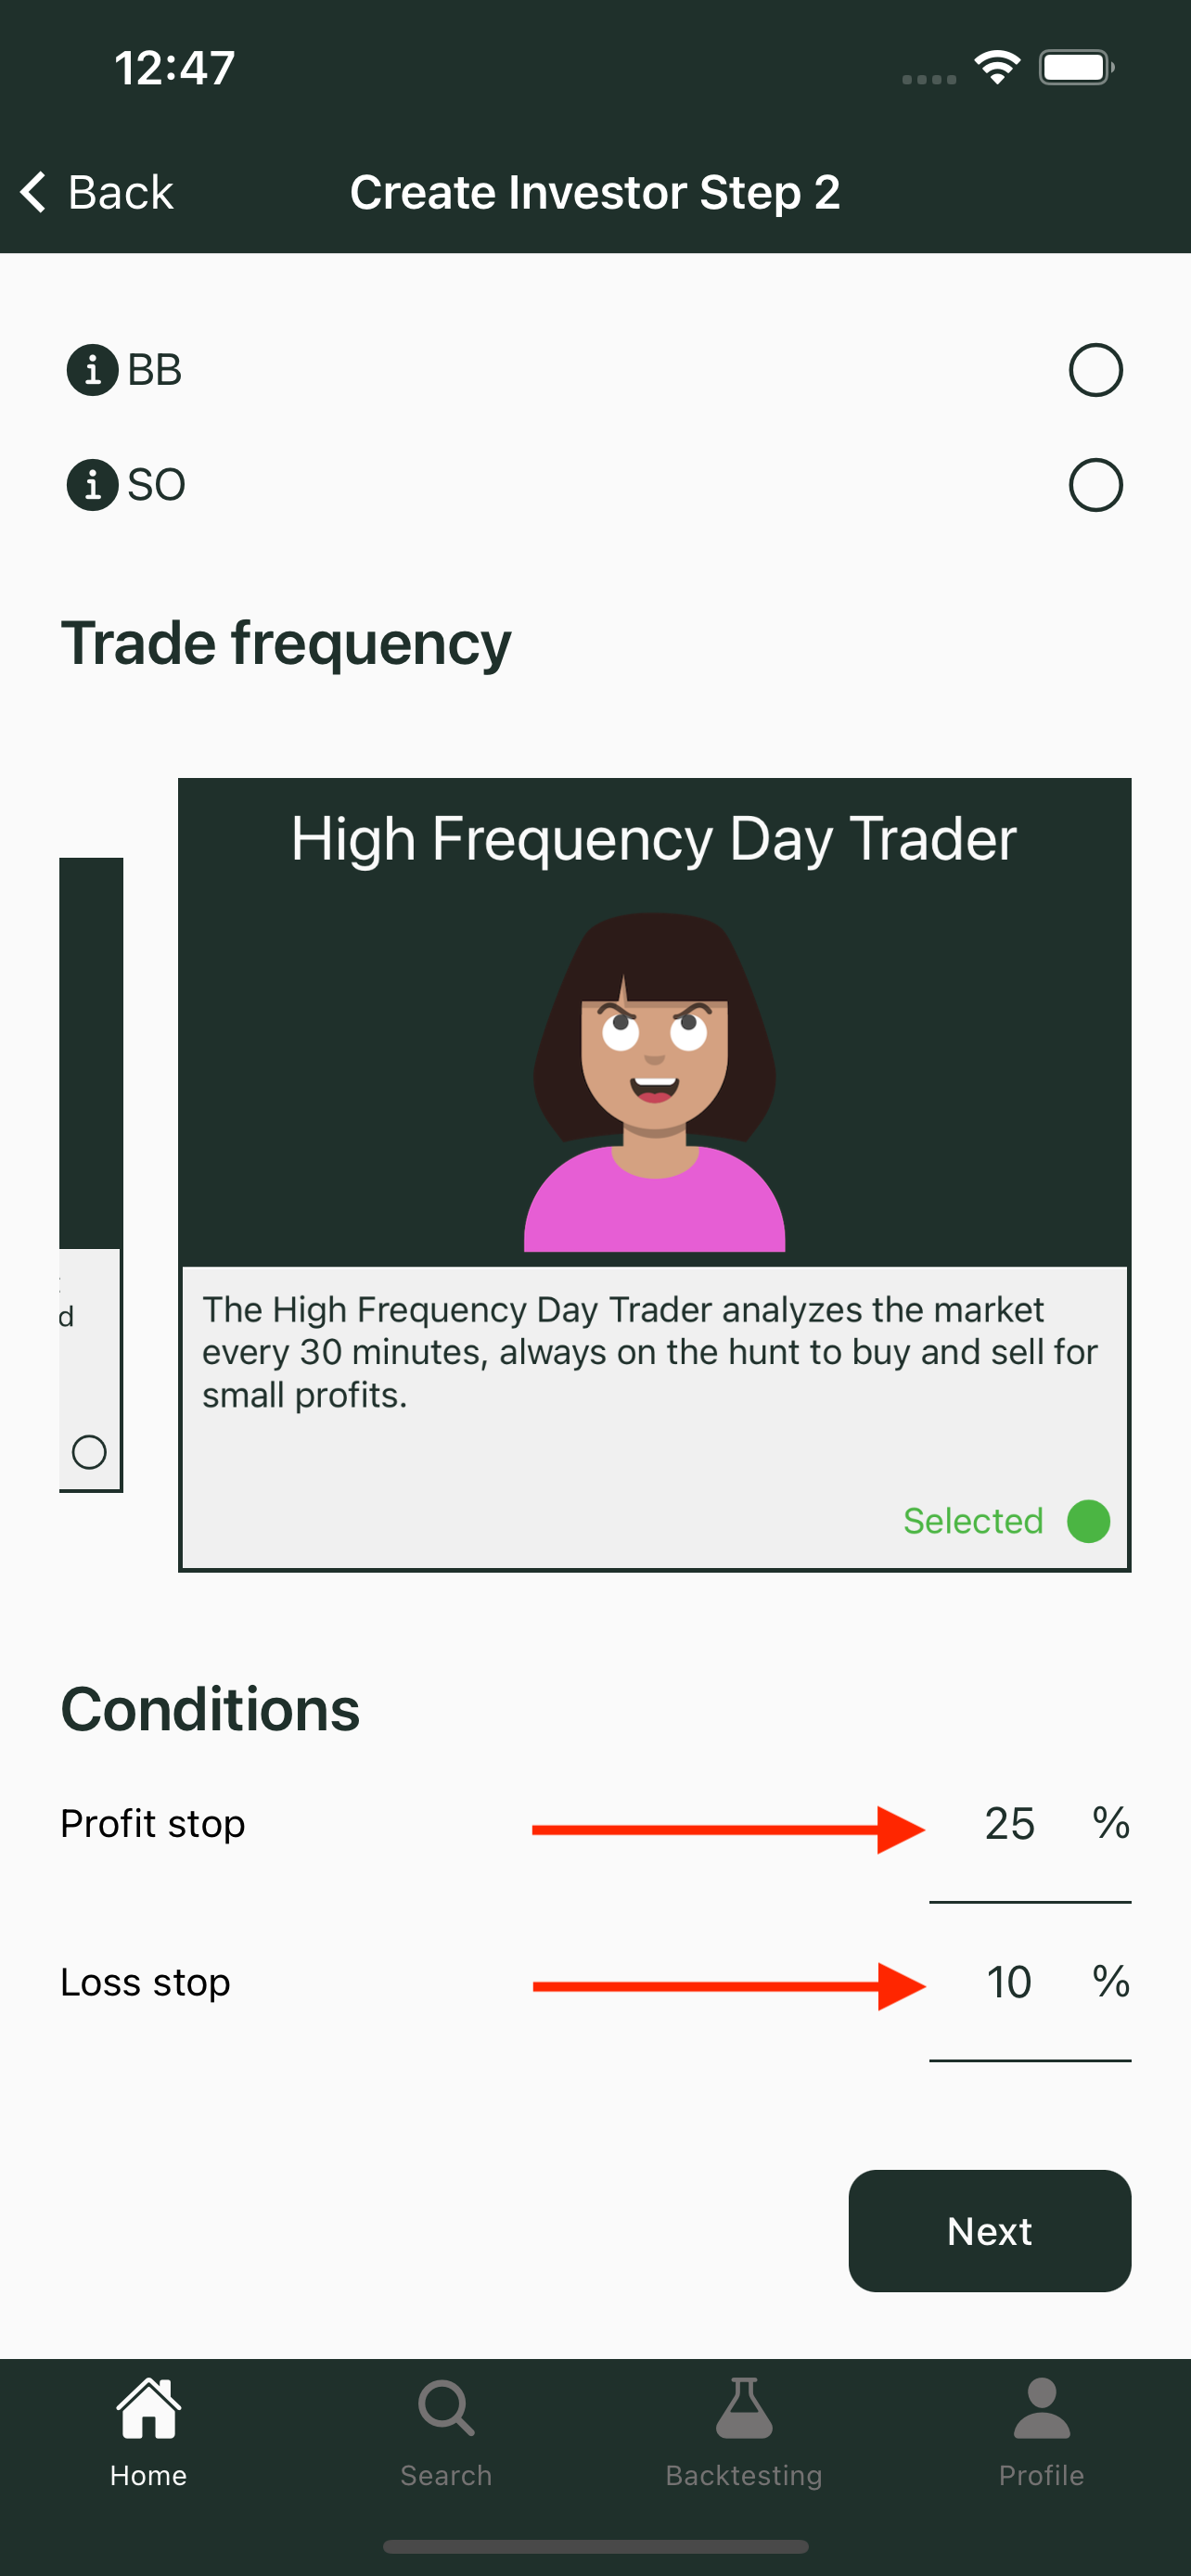 12:47
Back
Create Investor Step 2
BB
SO
Trade frequency
High Frequency Day Trader
d
The High Frequency Day Trader analyzes the market
every 30 minutes, always on the hunt to buy and sell for
small profits.
Selected
Conditions
Profit stop 25 %
Loss stop 10 %
Next
Home Search Backtesting Profile